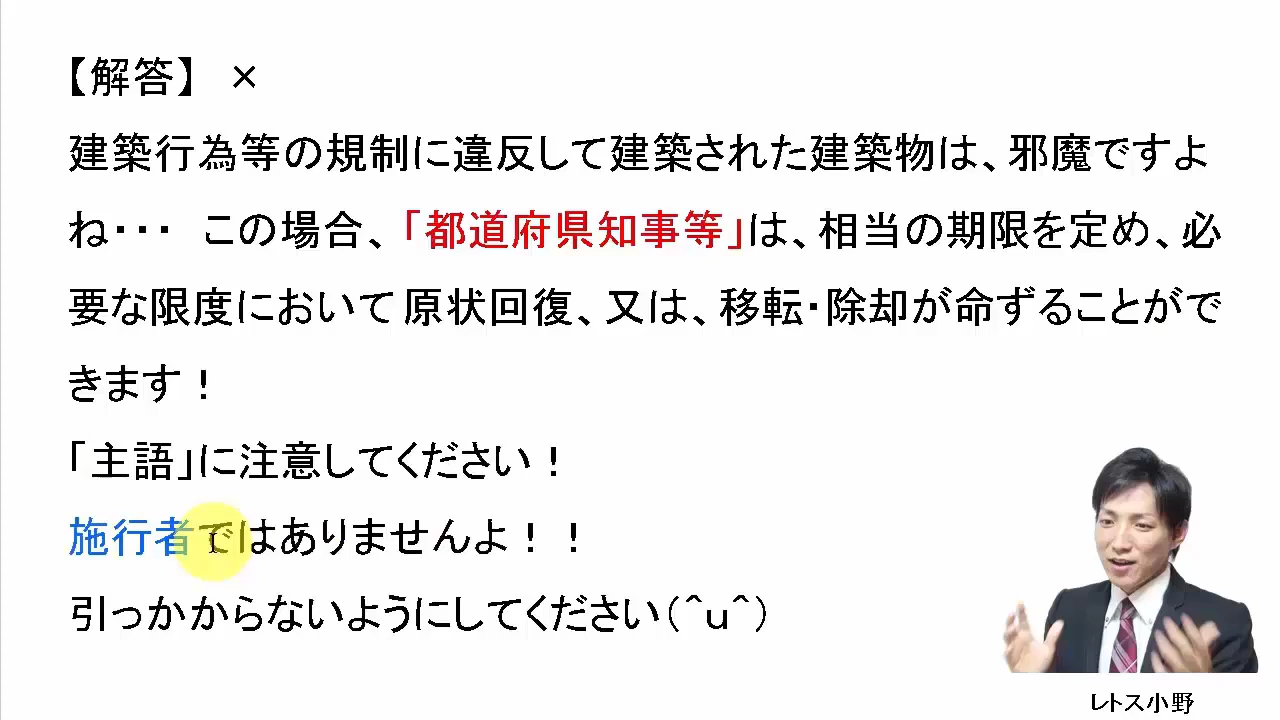 【解答】 ×
建築行為等の規制に違反して建築された建築物は、邪魔ですよ
ね・・・ この場合、「都道府県知事等」は、相当の期限を定め、必
要な限度において原状回復、又は、移転・除却が命ずることがで
きます！
「主語」に注意してください！
施行者ではありませんよ！！
引っかからないようにしてください(^u^)
レトス小野